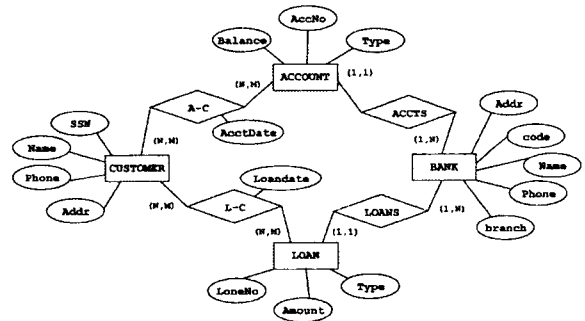 AccNo
Balance
Type
(N,M)
ACCOUNT
(1,1)
A-C
ACCTS
Addr
SSN
AcctDate
code
Name
(N,M)
(1,N)
Name
CUSTOMER
BANK
Phone
Loandate
Phone
Addr
(N,M)
L-C
LOANS
(1,N)
branch
(N,M)
(1,1)
LOAN
LoneNo
Type
Amount